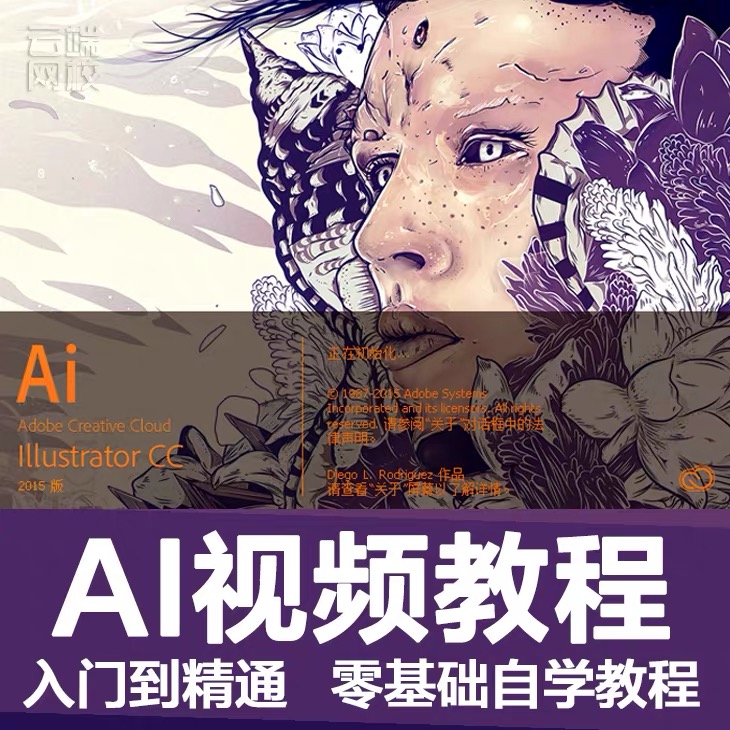 云端
网校
Ai
Adobe Creative Cloud
Illustrator CC
2015 版
正在初始化...
© 1987-2015 Adobe Systems
Incorporated and its licensors. All rights
reserved. 请参阅“关于”对话框中的法
律声明。
Diego L. Rodríguez 作品
请查看“关于”屏幕以了解详情。
AI视频教程
入门到精通 零基础自学教程